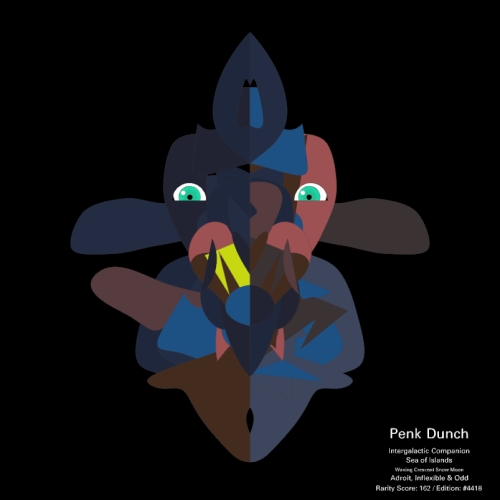 Penk Dunch
Intergalactic Companion
Sea of Islands
Waxing Crescent Snow Moon
Adroit, Inflexible & Odd
Rarity Score: 162 / Edition: #4418